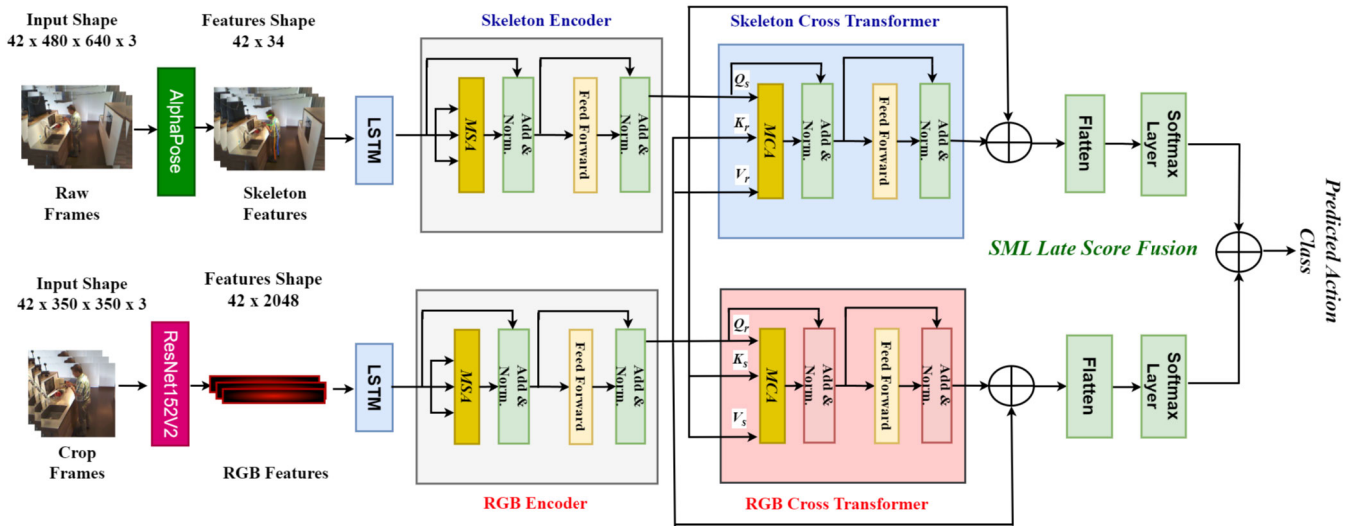 Input Shape
42 x 480 x 640 x 3
Features Shape
42 x 34
Raw
Frames
AlphaPose
Skeleton
Features
LSTM
Skeleton Encoder
MSA
Add &
Norm.
Feed Forward
Add &
Norm.
Skeleton Cross Transformer
Qs
Kr
Vr
MCA
Add &
Norm.
Feed Forward
Add &
Norm.
Flatten
Softmax
Layer
SML Late Score Fusion
Predicted Action
Class
Input Shape
42 x 350 x 350 x 3
Features Shape
42 x 2048
Crop
Frames
ResNet152V2
RGB Features
LSTM
MSA
Add &
Norm.
Feed Forward
Add &
Norm.
RGB Encoder
Qr
Ks
Vs
MCA
Add &
Norm.
Feed Forward
Add &
Norm.
RGB Cross Transformer
Flatten
Softmax
Layer